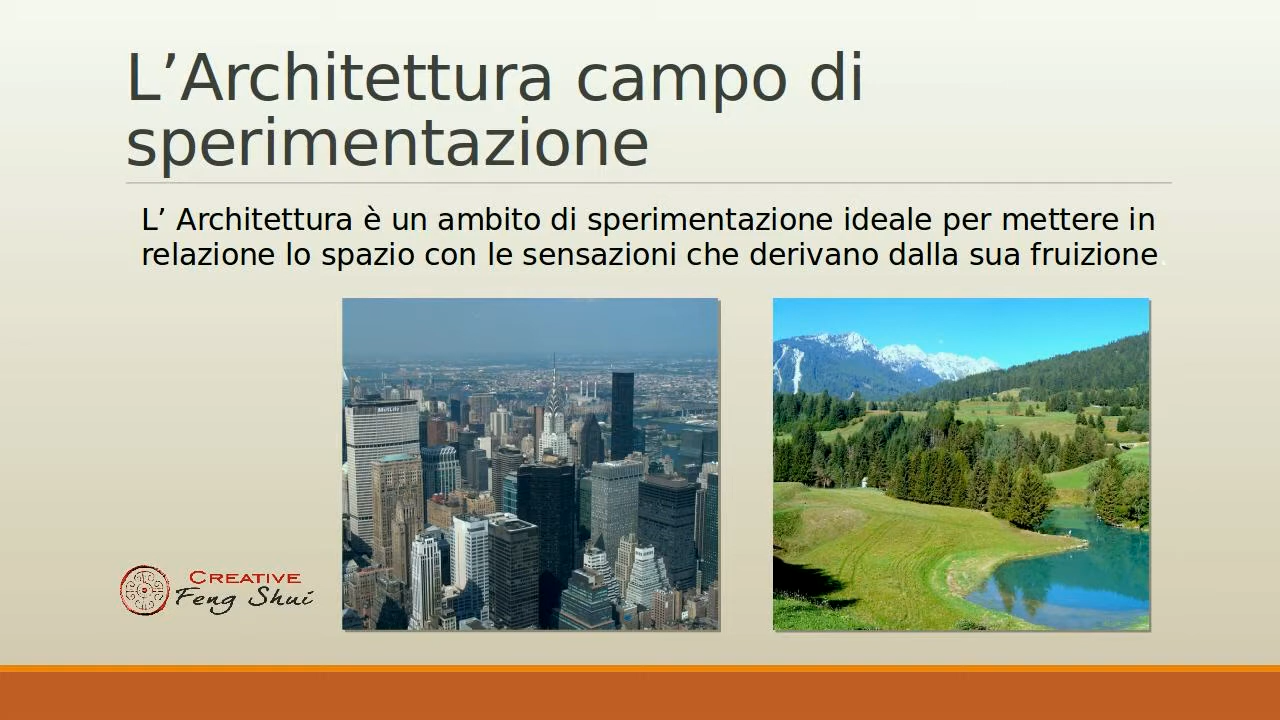 L’Architettura campo di
sperimentazione
L’ Architettura è un ambito di sperimentazione ideale per mettere in
relazione lo spazio con le sensazioni che derivano dalla sua fruizione.
MetLife
CREATIVE
Feng Shui